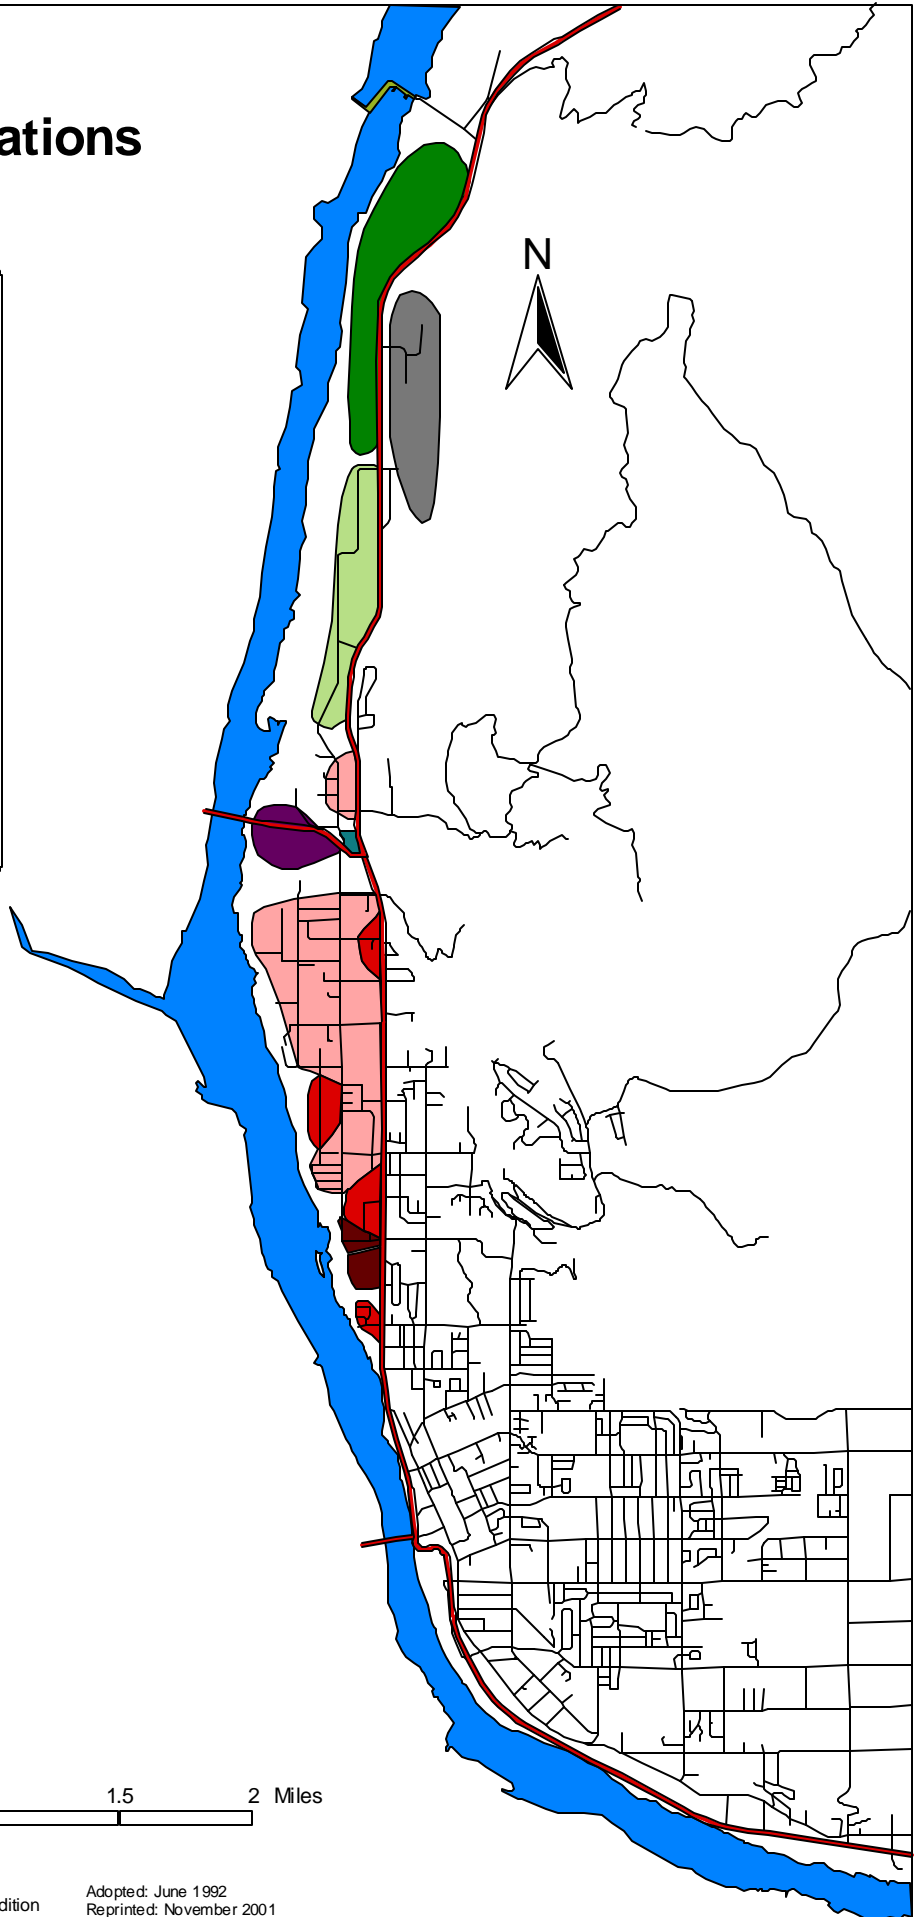 ations
N
1.5 2 Miles
dition
Adopted: June 1992
Reprinted: November 2001